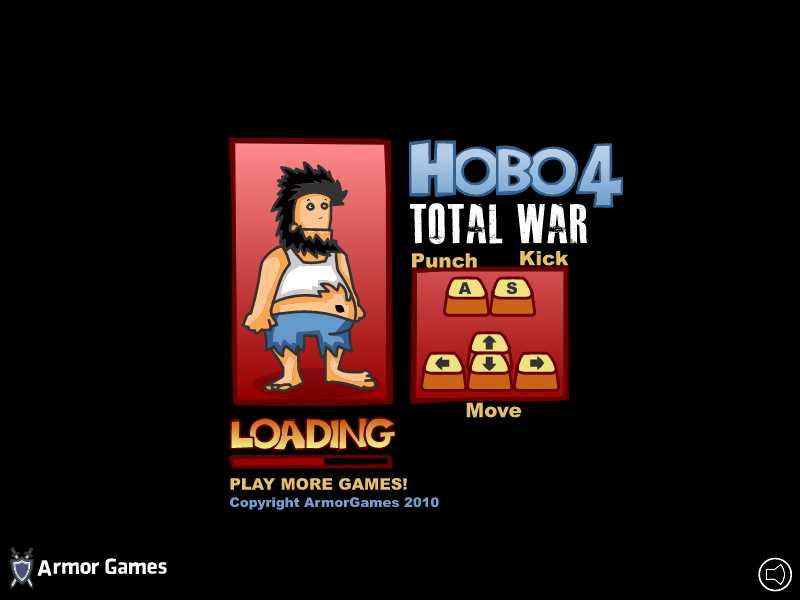 HOBO 4
TOTAL WAR
Punch Kick
A S
Move
LOADING
PLAY MORE GAMES!
Copyright ArmorGames 2010
Armor Games